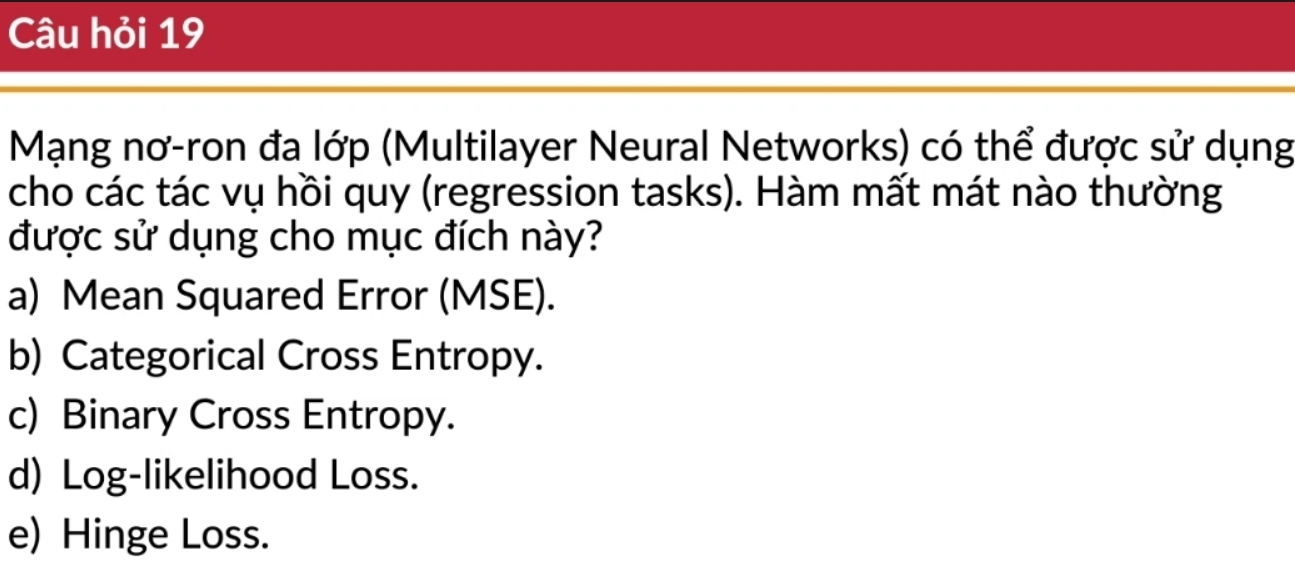 Câu hỏi 19
Mạng nơ-ron đa lớp (Multilayer Neural Networks) có thể được sử dụng
cho các tác vụ hồi quy (regression tasks). Hàm mất mát nào thường
được sử dụng cho mục đích này?
a) Mean Squared Error (MSE).
b) Categorical Cross Entropy.
c) Binary Cross Entropy.
d) Log-likelihood Loss.
e) Hinge Loss.